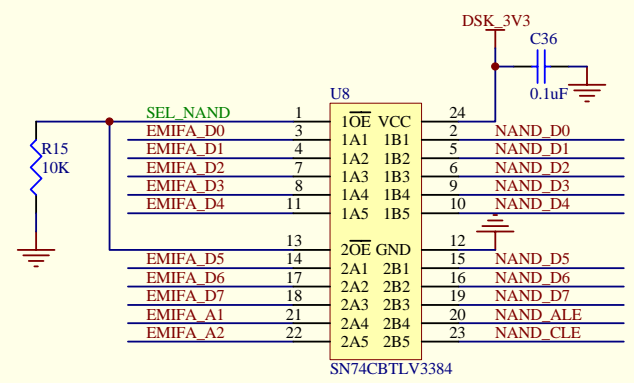 DSK_3V3
C36
0.1uF
U8
SEL_NAND 1 1OE VCC 24
EMIFA_D0 3 1A1 1B1 2 NAND_D0
EMIFA_D1 4 1A2 1B2 5 NAND_D1
R15
10K
EMIFA_D2 7 1A3 1B3 6 NAND_D2
EMIFA_D3 8 1A4 1B4 9 NAND_D3
EMIFA_D4 11 1A5 1B5 10 NAND_D4
13 2OE GND 12
EMIFA_D5 14 2A1 2B1 15 NAND_D5
EMIFA_D6 17 2A2 2B2 16 NAND_D6
EMIFA_D7 18 2A3 2B3 19 NAND_D7
EMIFA_A1 21 2A4 2B4 20 NAND_ALE
EMIFA_A2 22 2A5 2B5 23 NAND_CLE
SN74CBTLV3384